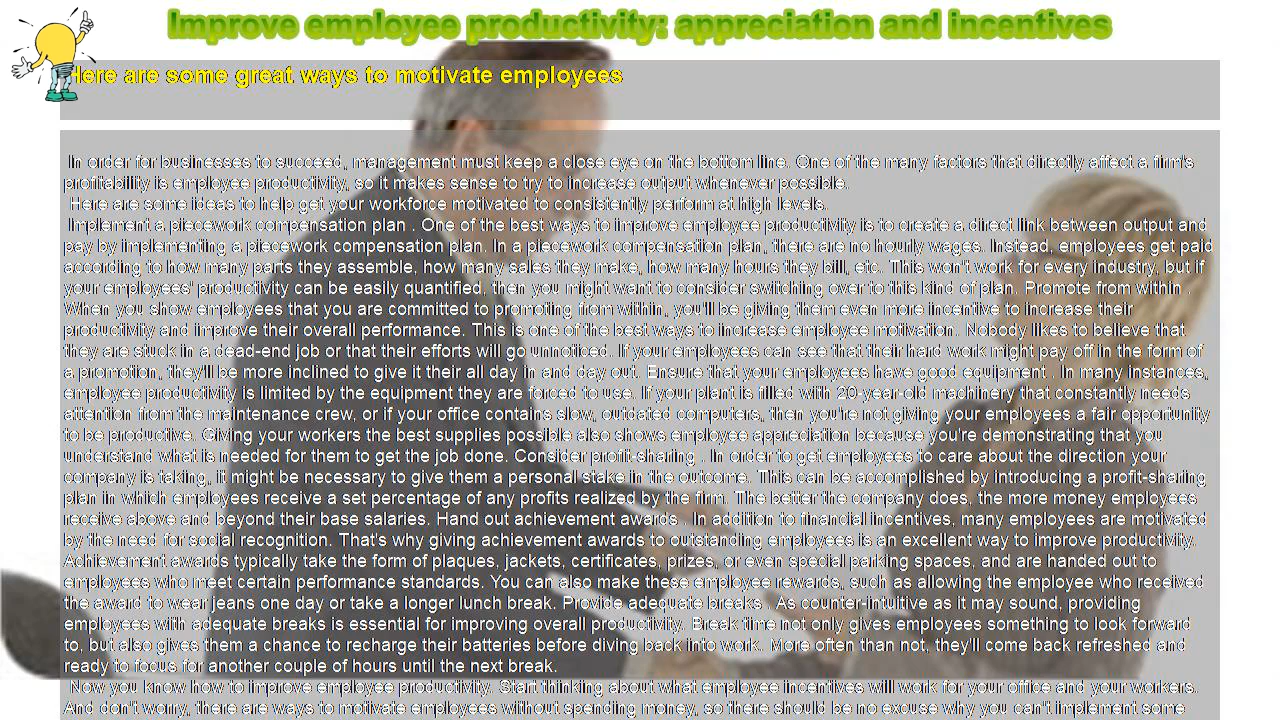 Improve employee productivity: appreciation and incentives
Here are some great ways to motivate employees
In order for businesses to succeed, management must keep a close eye on the bottom line. One of the many factors that directly affect a firm's
profitability is employee productivity, so it makes sense to try to increase output whenever possible.
Here are some ideas to help get your workforce motivated to consistently perform at high levels.
Implement a piecework compensation plan . One of the best ways to improve employee productivity is to create a direct link between output and
pay by implementing a piecework compensation plan. In a piecework compensation plan, there are no hourly wages. Instead, employees get paid
according to how many parts they assemble, how many sales they make, how many hours they bill, etc. This won't work for every industry, but if
your employees' productivity can be easily quantified, then you might want to consider switching over to this kind of plan. Promote from within .
When you show employees that you are committed to promoting from within, you'll be giving them even more incentive to increase their
productivity and improve their overall performance. This is one of the best ways to increase employee motivation. Nobody likes to believe that
they are stuck in a dead-end job or that their efforts will go unnoticed. If your employees can see that their hard work might pay off in the form of
a promotion, they'll be more inclined to give it their all day in and day out. Ensure that your employees have good equipment . In many instances,
employee productivity is limited by the equipment they are forced to use. If your plant is filled with 20-year-old machinery that constantly needs
attention from the maintenance crew, or if your office contains slow, outdated computers, then you're not giving your employees a fair opportunity
to be productive. Giving your workers the best supplies possible also shows employee appreciation because you're demonstrating that you
understand what is needed for them to get the job done. Consider profit-sharing . In order to get employees to care about the direction your
company is taking, it might be necessary to give them a personal stake in the outcome. This can be accomplished by introducing a profit-sharing
plan in which employees receive a set percentage of any profits realized by the firm. The better the company does, the more money employees
receive above and beyond their base salaries. Hand out achievement awards . In addition to financial incentives, many employees are motivated
by the need for social recognition. That's why giving achievement awards to outstanding employees is an excellent way to improve productivity.
Achievement awards typically take the form of plaques, jackets, certificates, prizes, or even special parking spaces, and are handed out to
employees who meet certain performance standards. You can also make these employee rewards, such as allowing the employee who received
the award to wear jeans one day or take a longer lunch break. Provide adequate breaks . As counter-intuitive as it may sound, providing
employees with adequate breaks is essential for improving overall productivity. Break time not only gives employees something to look forward
to, but also gives them a chance to recharge their batteries before diving back into work. More often than not, they'll come back refreshed and
ready to focus for another couple of hours until the next break.
Now you know how to improve employee productivity. Start thinking about what employee incentives will work for your office and your workers.
And don't worry, there are ways to motivate employees without spending money, so there should be no excuse why you can't implement some